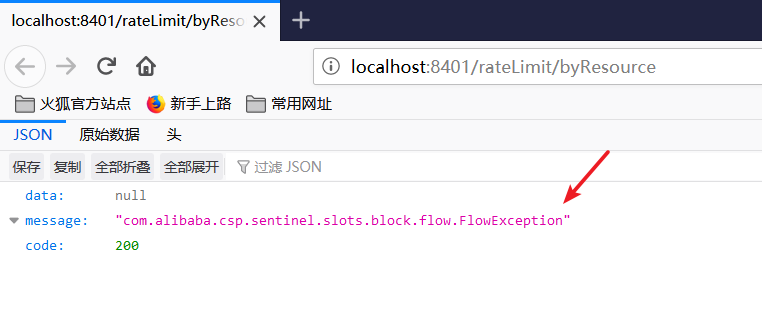 localhost:8401/rateLimit/byReso
localhost:8401/rateLimit/byResource
火狐官方站点 新手上路 常用网址
JSON 原始数据 头
保存 复制 全部折叠 全部展开 过滤 JSON
data: null
message: "com.alibaba.csp.sentinel.slots.block.flow.FlowException"
code: 200